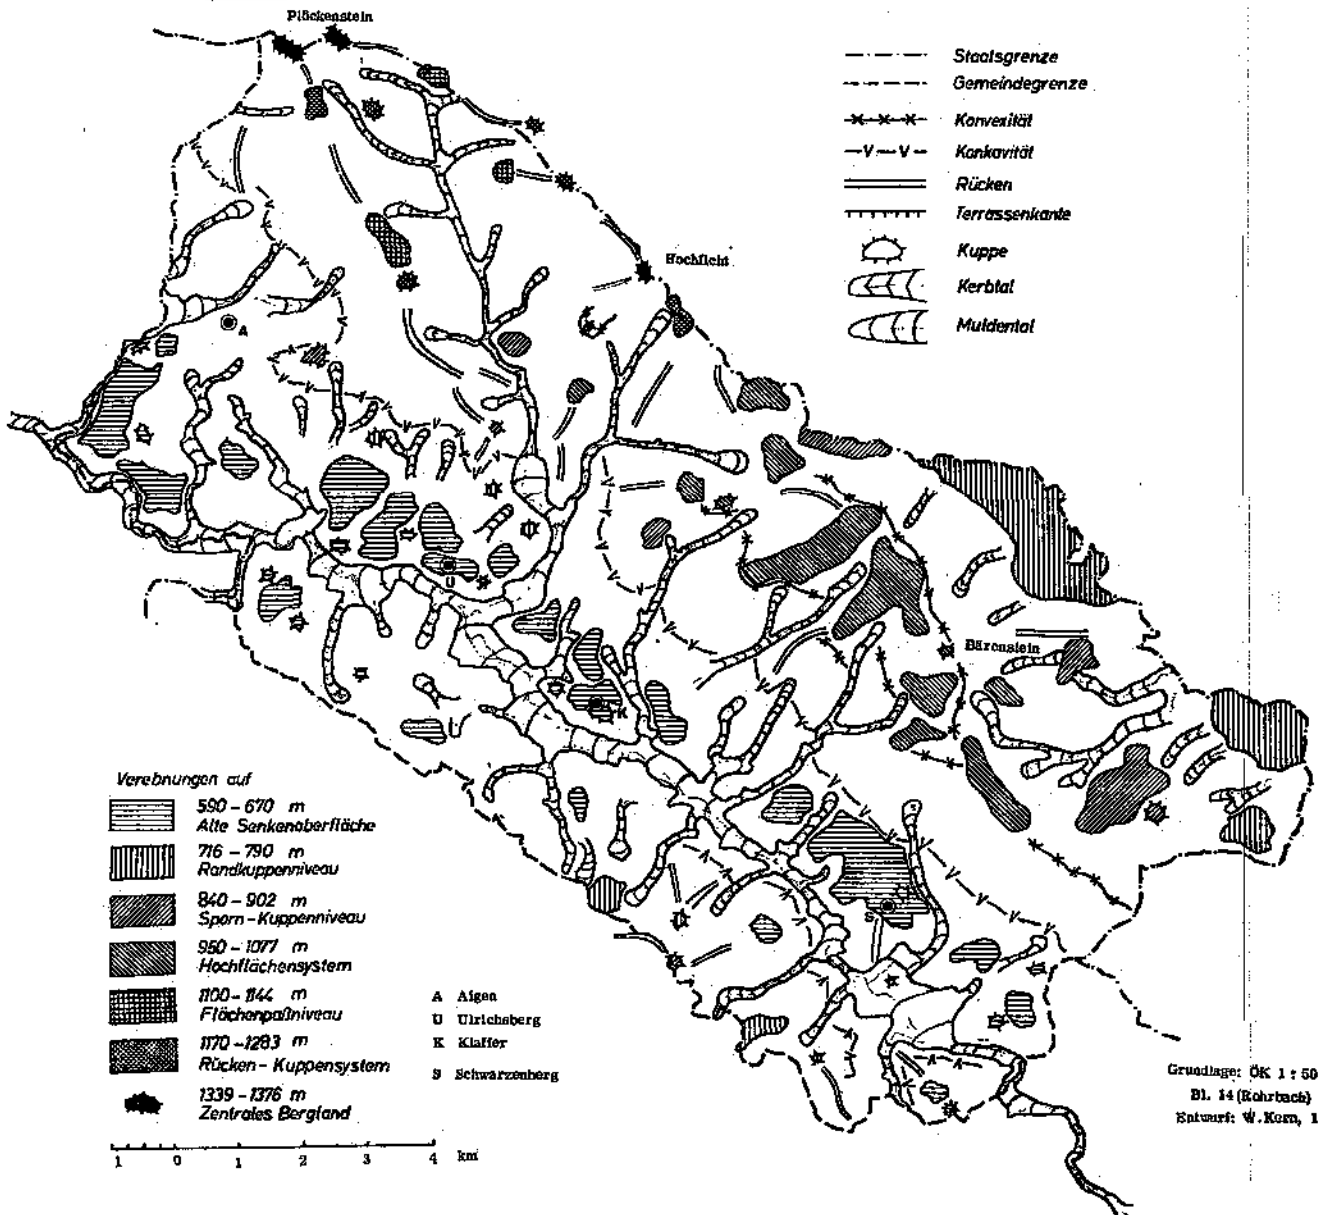 Plöckenstein
Staatsgrenze
Gemeindegrenze
Konvexität
Konkavität
Rücken
Terrassenkante
Kuppe
Kerbtal
Muldental
Hochficht
A
U
Bärenstein
K
S
Verebnungen auf
590 - 670 m
Alte Senkenoberfläche
716 - 790 m
Randkuppenniveau
840 - 902 m
Sporn-Kuppenniveau
950 - 1077 m
Hochflächensystem
1100 - 1144 m
Flächenpaßniveau
1170 - 1283 m
Rücken - Kuppensystem
1339 - 1376 m
Zentrales Bergland
A Aigen
U Ulrichsberg
K Klaffer
S Schwarzenberg
1 0 1 2 3 4 km
Grundlage: ÖK 1 : 50
Bl. 14 (Rohrbach)
Entwurf: W. Kern, 1